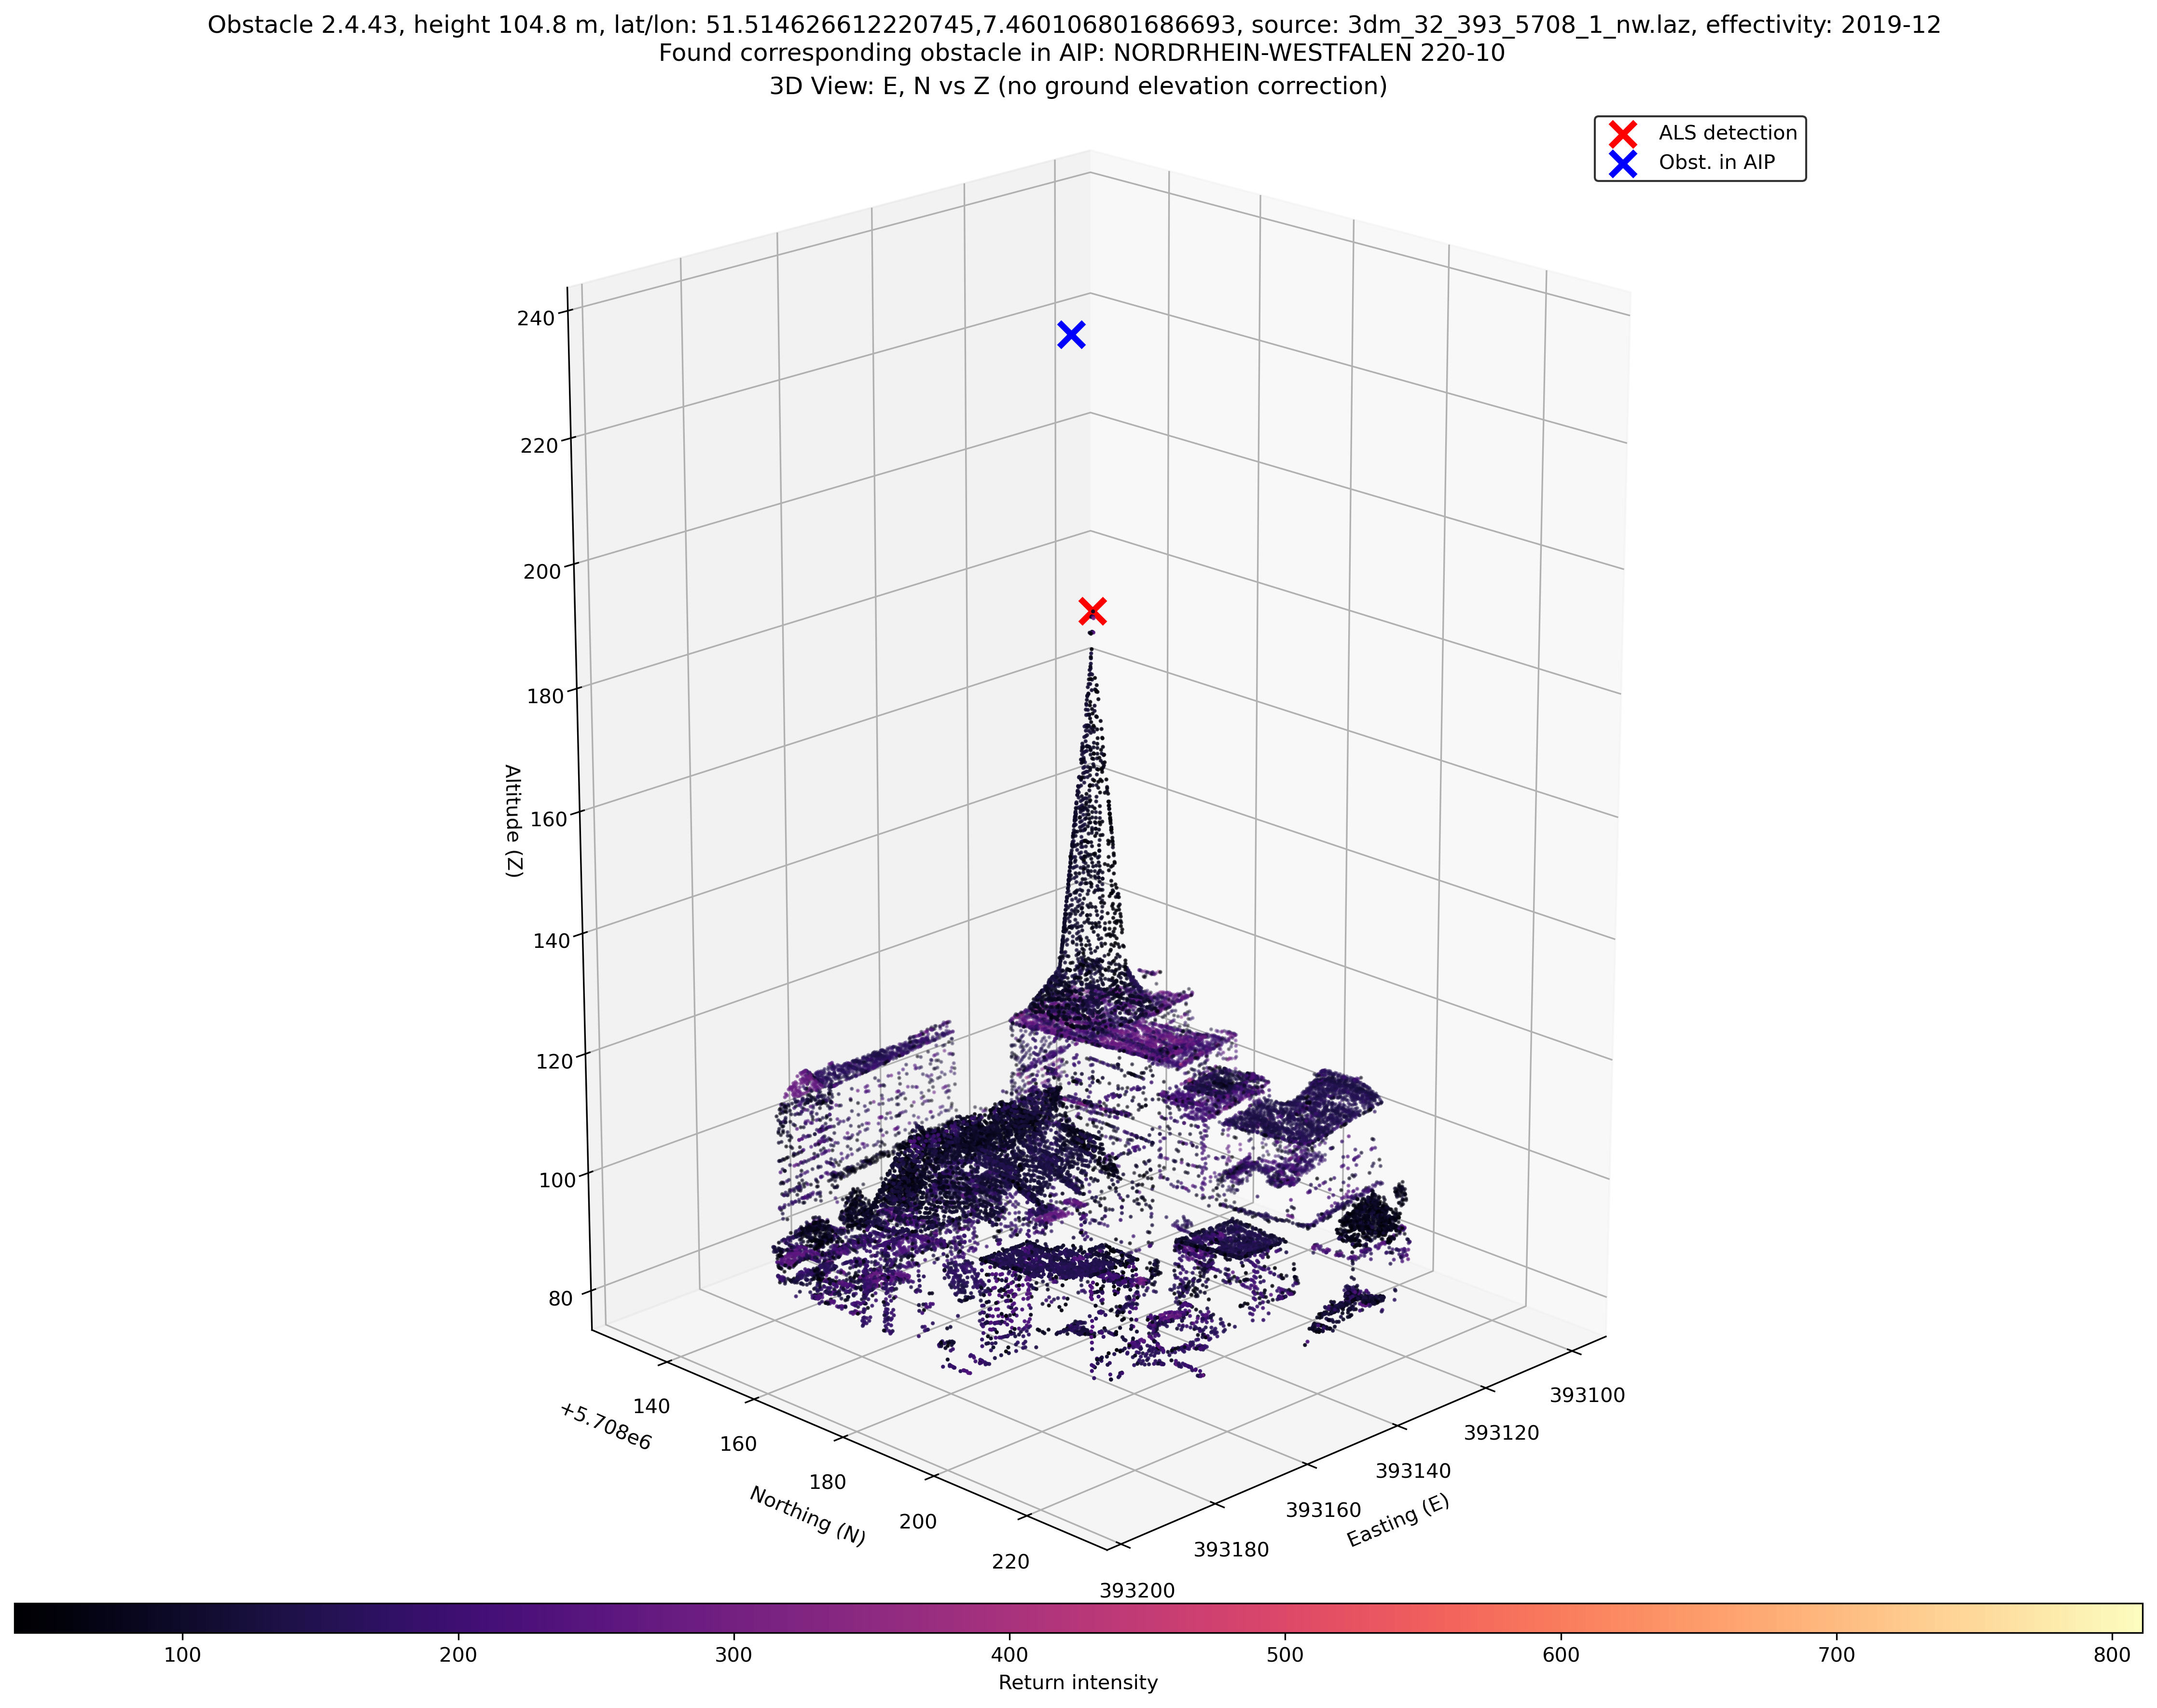 Obstacle 2.4.43, height 104.8 m, lat/lon: 51.514626612220745,7.460106801686693, source: 3dm_32_393_5708_1_nw.laz, effectivity: 2019-12
Found corresponding obstacle in AIP: NORDRHEIN-WESTFALEN 220-10
3D View: E, N vs Z (no ground elevation correction)
ALS detection
Obst. in AIP
240
220
200
180
160
140
120
100
80
Altitude (Z)
+5.708e6
140
160
180
200
220
Northing (N)
393100
393120
393140
393160
393180
393200
Easting (E)
100 200 300 400 500 600 700 800
Return intensity